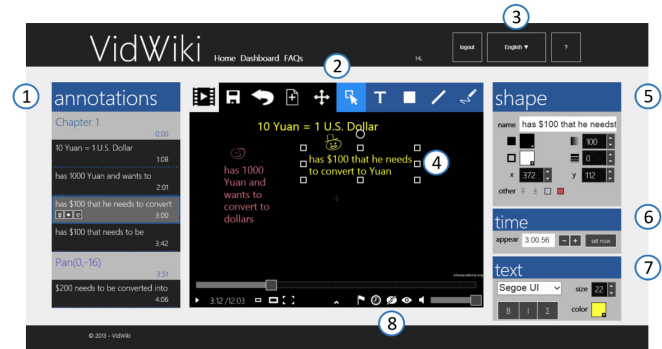 3
VidWiki
Home Dashboard FAQs
Hi,
logout
English ▼
?
2
1
annotations
Chapter 1
0:00
10 Yuan = 1 U.S. Dollar
1:08
has 1000 Yuan and wants to
2:01
has $100 that he needs to convert
3:00
has $100 that needs to be
3:42
Pan(0,-16)
3:51
$200 needs to be converted into
4:06
T
10 Yuan = 1 U.S. Dollar
has 1000
Yuan and
wants to
convert to
dollars
has $100 that he needs
to convert to Yuan
4
3:12 /12:03
8
5
shape
name has $100 that he needst
100
0
x 372 y 112
other
6
time
appear 3:00.56 - + set now
7
text
Segoe UI size 22
B I Σ color
© 2013 - VidWiki